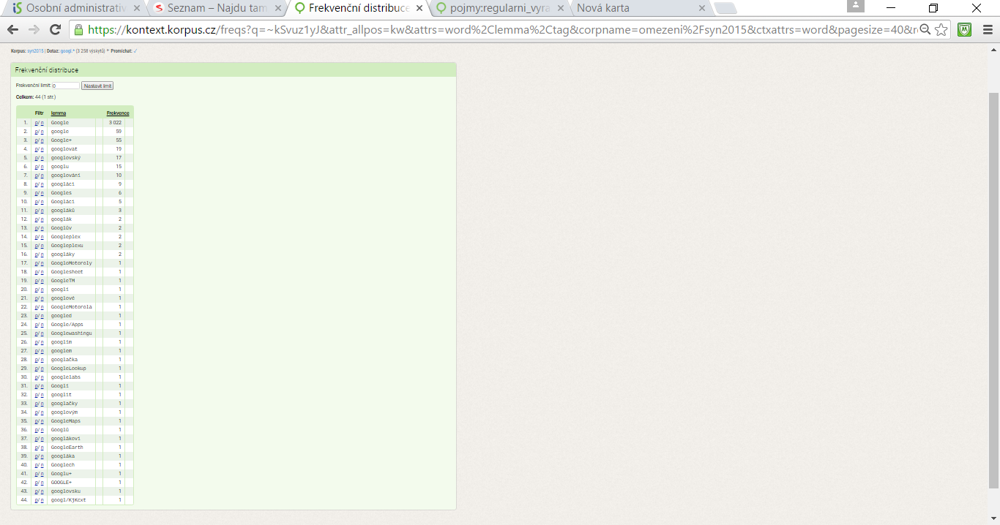 Osobní administrativ × Seznam – Najdu tam × Frekvenční distribuce × pojmy:regularni_vyra × Nová karta ×
https://kontext.korpus.cz/freqs?q=~kSvuz1yJ&attr_allpos=kw&attrs=word%2Clemma%2Ctag&corpname=omezeni%2Fsyn2015&ctxattrs=word&pagesize=40&r
Korpus: syn2015 | Dotaz: googl.* (3 258 výskytů) Promíchat: ✓
Frekvenční distribuce
Frekvenční limit: 0 Nastavit limit
Celkem: 44 (1 str.)
Filtr lemma Frekvence
1. p/n Google 3 022
2. p/n google 59
3. p/n Google+ 55
4. p/n googlovat 19
5. p/n googlovský 17
6. p/n googlu 15
7. p/n googlování 10
8. p/n googláci 9
9. p/n Googles 6
10. p/n Googláci 5
11. p/n googláků 3
12. p/n googlák 2
13. p/n Googlův 2
14. p/n Googleplex 2
15. p/n Googleplexu 2
16. p/n googláky 2
17. p/n GoogloMotoroly 1
18. p/n Googlesheet 1
19. p/n GoogleTM 1
20. p/n googlí 1
21. p/n googlové 1
22. p/n GoogleMotorola 1
23. p/n googled 1
24. p/n Google/Apps 1
25. p/n Googlewashingu 1
26. p/n googlím 1
27. p/n googlem 1
28. p/n googlačka 1
29. p/n GoogleLookup 1
30. p/n googlelabs 1
31. p/n Googlí 1
32. p/n googlit 1
33. p/n googlačky 1
34. p/n googlovým 1
35. p/n GoogleMaps 1
36. p/n Googlů 1
37. p/n googlákovi 1
38. p/n GoogleEarth 1
39. p/n googláka 1
40. p/n Googlech 1
41. p/n Googlu+ 1
42. p/n GOOGLE+ 1
43. p/n googlovsku 1
44. p/n googl/KjKcxt 1